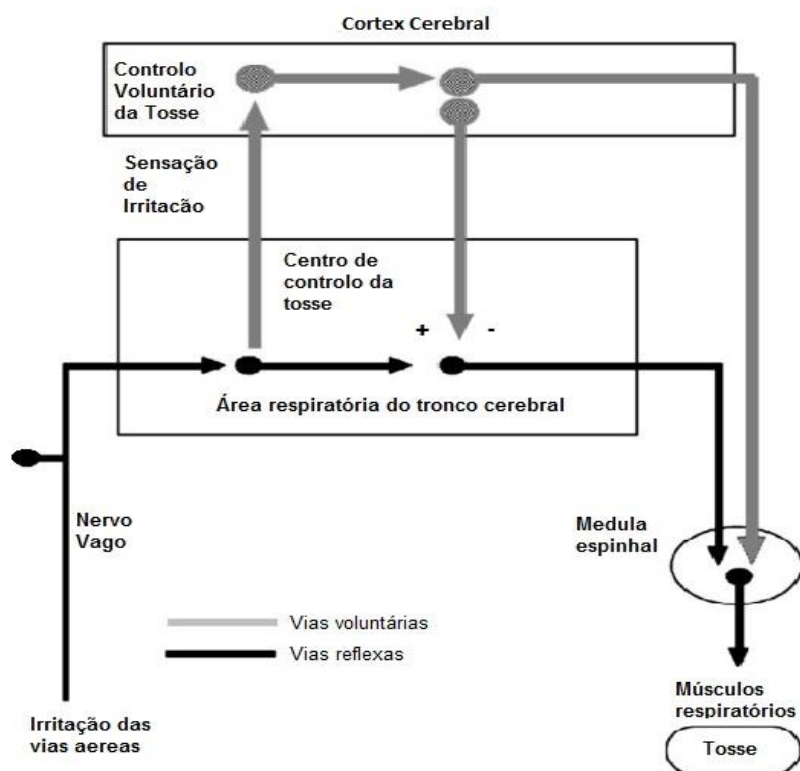 Cortex Cerebral
Controlo
Voluntário
da Tosse
Sensação
de
Irritacão
Centro de
controlo da
tosse
+ -
Área respiratória do tronco cerebral
Nervo
Vago
Medula
espinhal
Vias voluntárias
Vias reflexas
Irritação das
vias aereas
Músculos
respiratórios
Tosse